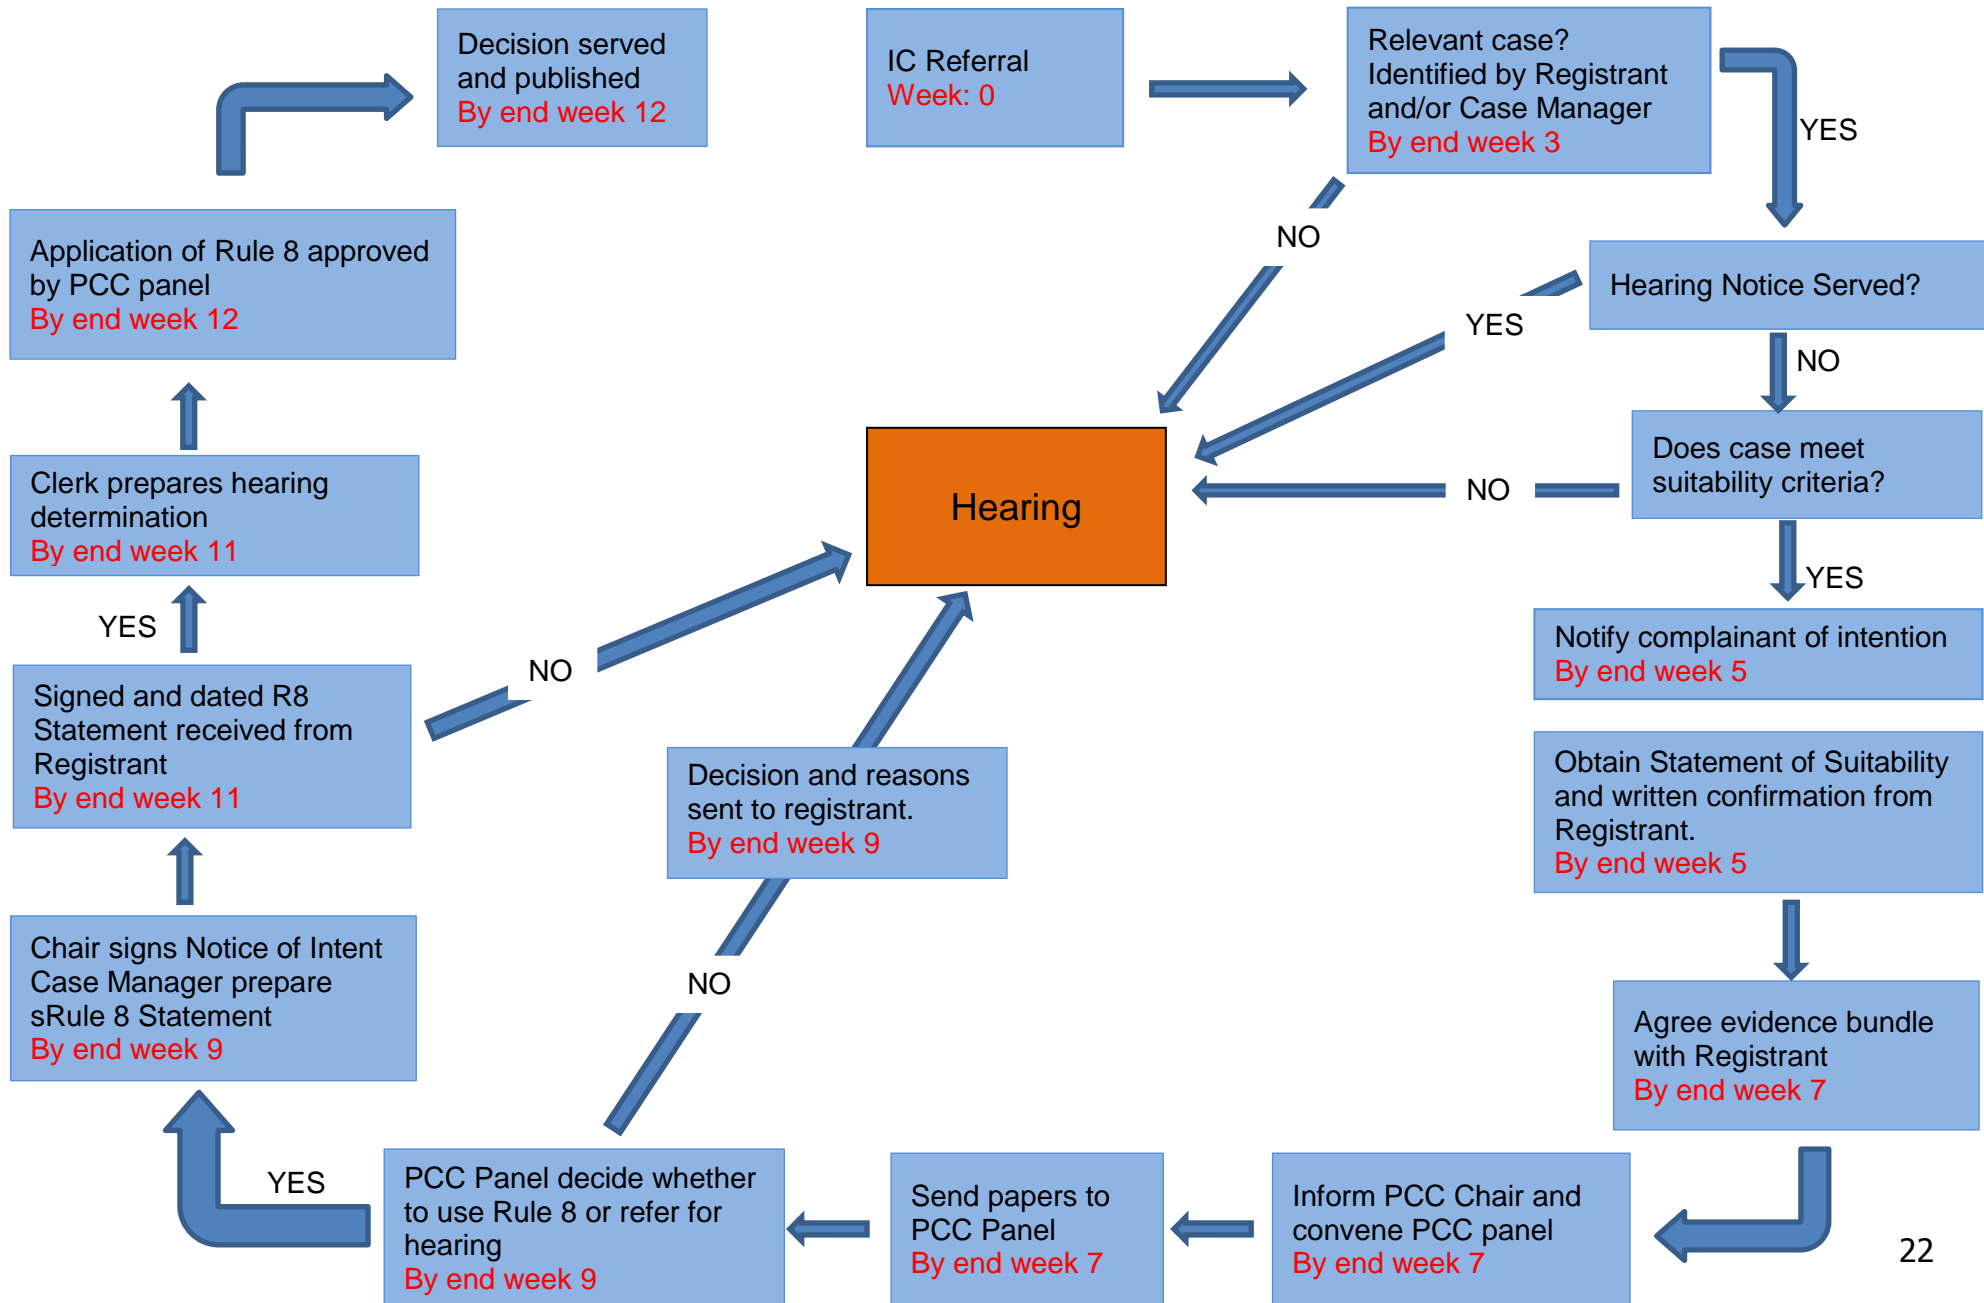 Decision served
and published
By end week 12
IC Referral
Week: 0
Relevant case?
Identified by Registrant
and/or Case Manager
By end week 3
YES
NO
Hearing Notice Served?
YES
NO
Does case meet
suitability criteria?
NO
YES
Notify complainant of intention
By end week 5
Obtain Statement of Suitability
and written confirmation from
Registrant.
By end week 5
Agree evidence bundle
with Registrant
By end week 7
Inform PCC Chair and
convene PCC panel
By end week 7
Send papers to
PCC Panel
By end week 7
PCC Panel decide whether
to use Rule 8 or refer for
hearing
By end week 9
NO
Decision and reasons
sent to registrant.
By end week 9
Hearing
YES
Chair signs Notice of Intent
Case Manager prepare
sRule 8 Statement
By end week 9
Signed and dated R8
Statement received from
Registrant
By end week 11
NO
YES
Clerk prepares hearing
determination
By end week 11
Application of Rule 8 approved
by PCC panel
By end week 12
22